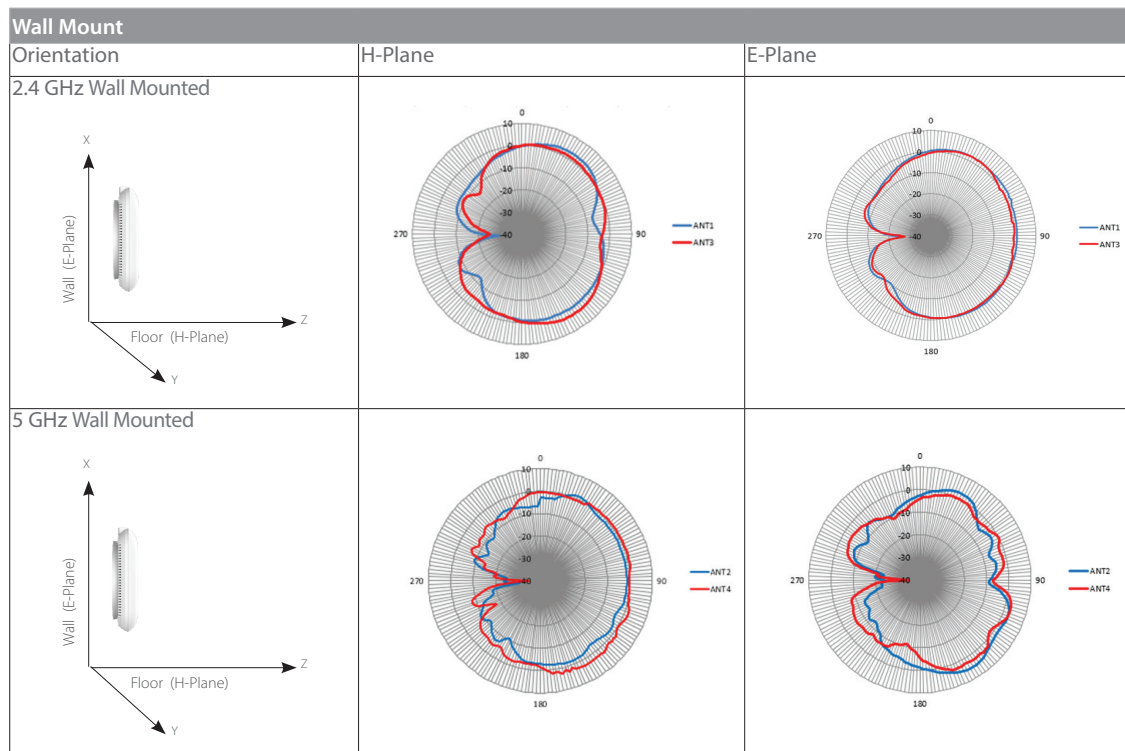 Wall Mount
Orientation H-Plane E-Plane
2.4 GHz Wall Mounted
X
Wall (E-Plane)
Z
Floor (H-Plane)
Y
0
10
0
-10
-20
-30
-40
270
90
180
ANT1
ANT3
0
10
0
-10
-20
-30
-40
270
90
180
ANT1
ANT3
5 GHz Wall Mounted
X
Wall (E-Plane)
Z
Floor (H-Plane)
Y
0
10
0
-10
-20
-30
-40
270
90
180
ANT2
ANT4
0
10
0
-10
-20
-30
-40
270
90
180
ANT2
ANT4